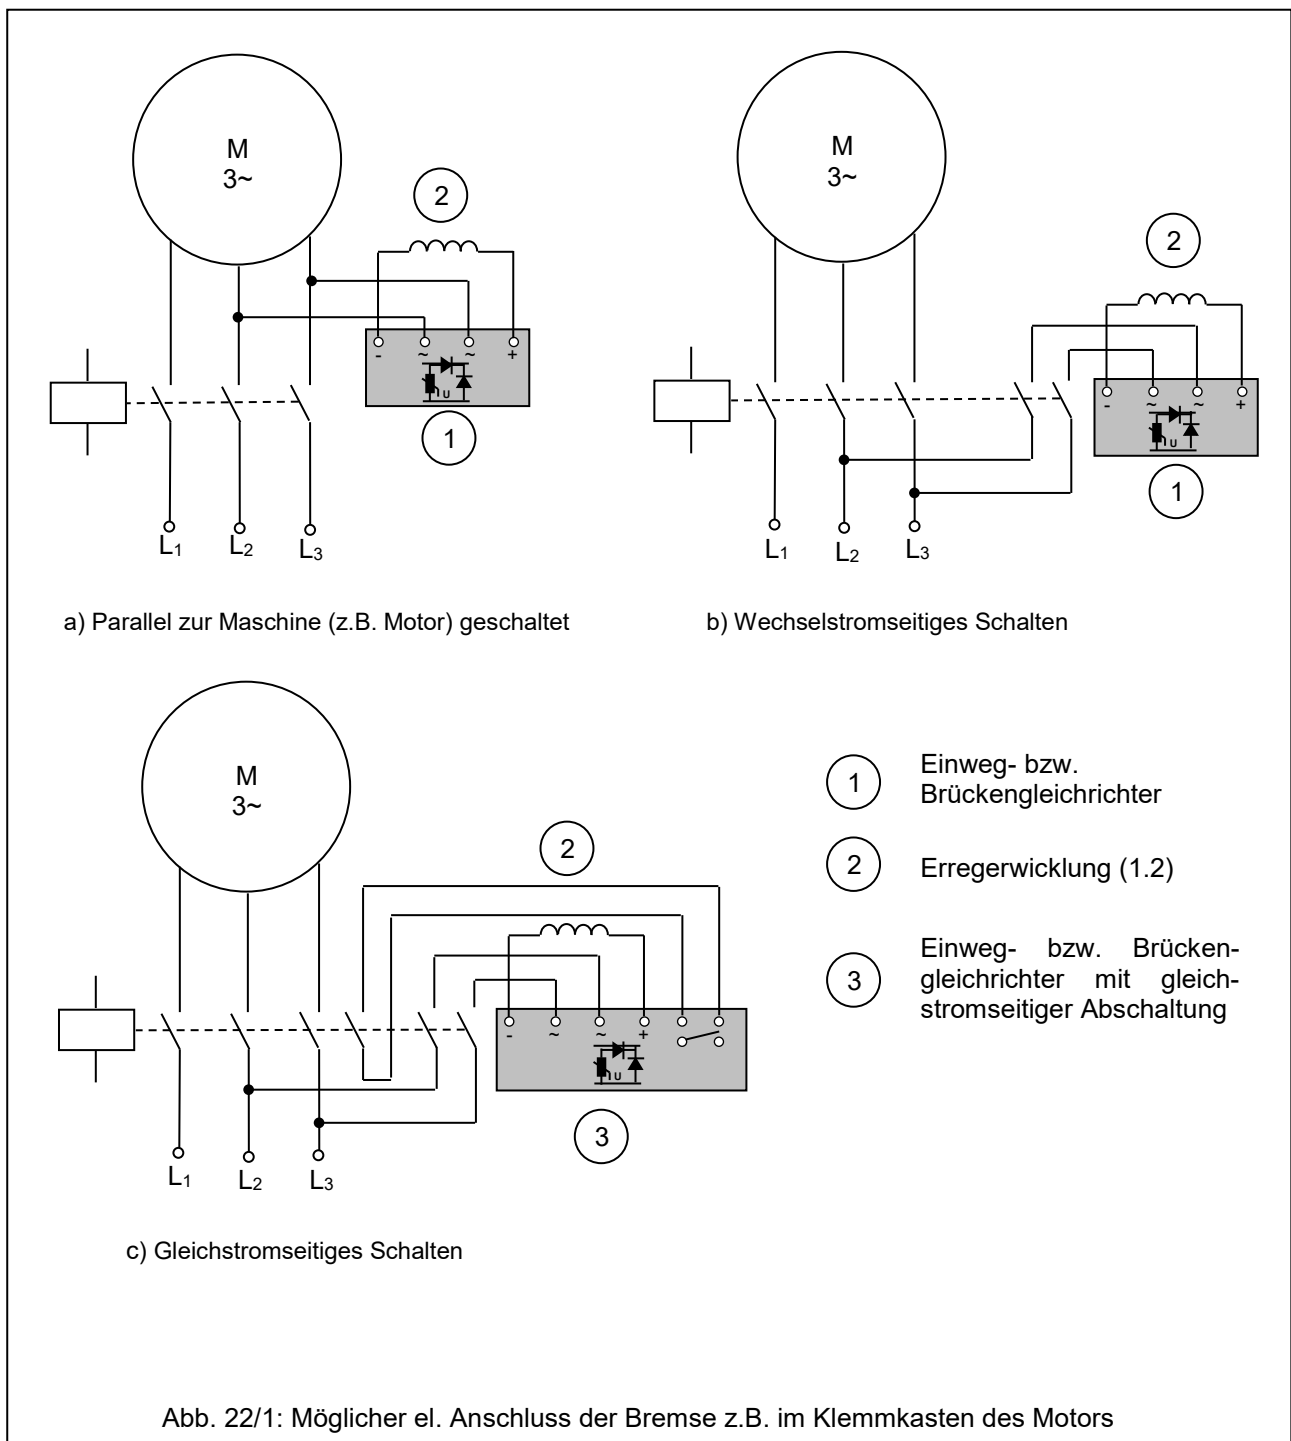 M
3~
2
- ~ ~ +
U
1
L1 L2 L3
a) Parallel zur Maschine (z.B. Motor) geschaltet
M
3~
2
- ~ ~ +
U
1
L1 L2 L3
b) Wechselstromseitiges Schalten
M
3~
2
- ~ ~ +
U
3
L1 L2 L3
c) Gleichstromseitiges Schalten
1 Einweg- bzw.
Brückengleichrichter
2 Erregerwicklung (1.2)
3 Einweg- bzw. Brücken-
gleichrichter mit gleich-
stromseitiger Abschaltung
Abb. 22/1: Möglicher el. Anschluss der Bremse z.B. im Klemmkasten des Motors